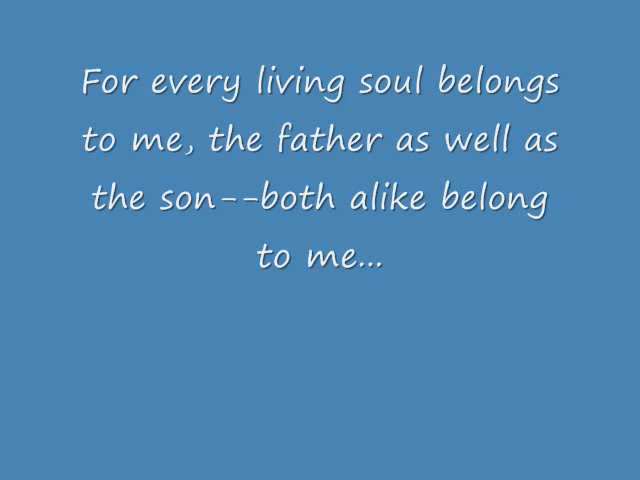 For every living soul belongs
to me, the father as well as
the son--both alike belong
to me...